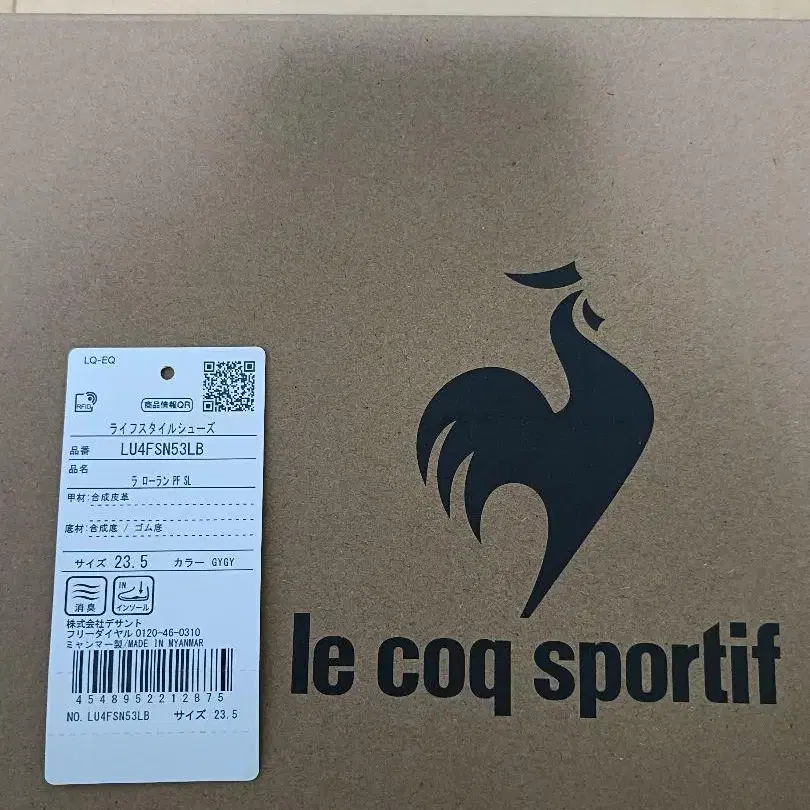 LQ-EQ
RFID
商品情報QR
ライフスタイルシューズ
品番 LU4FSN53LB
品名
ラ ローラン PF SL
甲材:合成皮革
底材:合成底 / ゴム底
サイズ 23.5 カラー GYGY
消臭
IN
インソール
株式会社デサント
フリーダイヤル 0120-46-0310
ミャンマー製/MADE IN MYANMAR
4548952212875
NO. LU4FSN53LB サイズ 23.5
le coq sportif